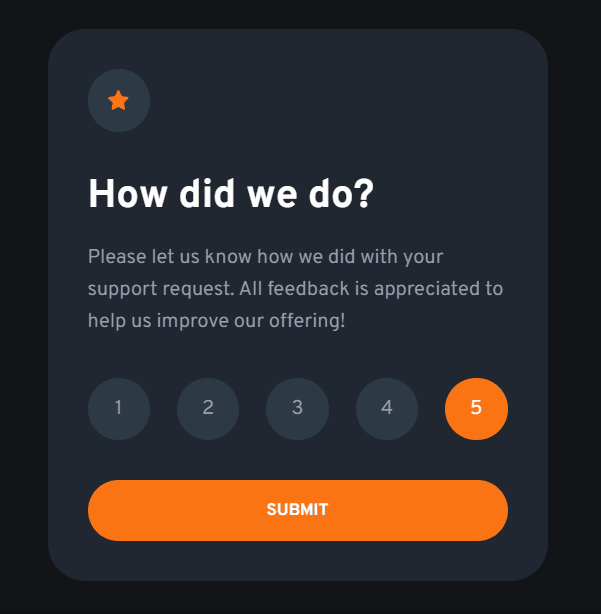 How did we do?
Please let us know how we did with your
support request. All feedback is appreciated to
help us improve our offering!
1 2 3 4 5
SUBMIT